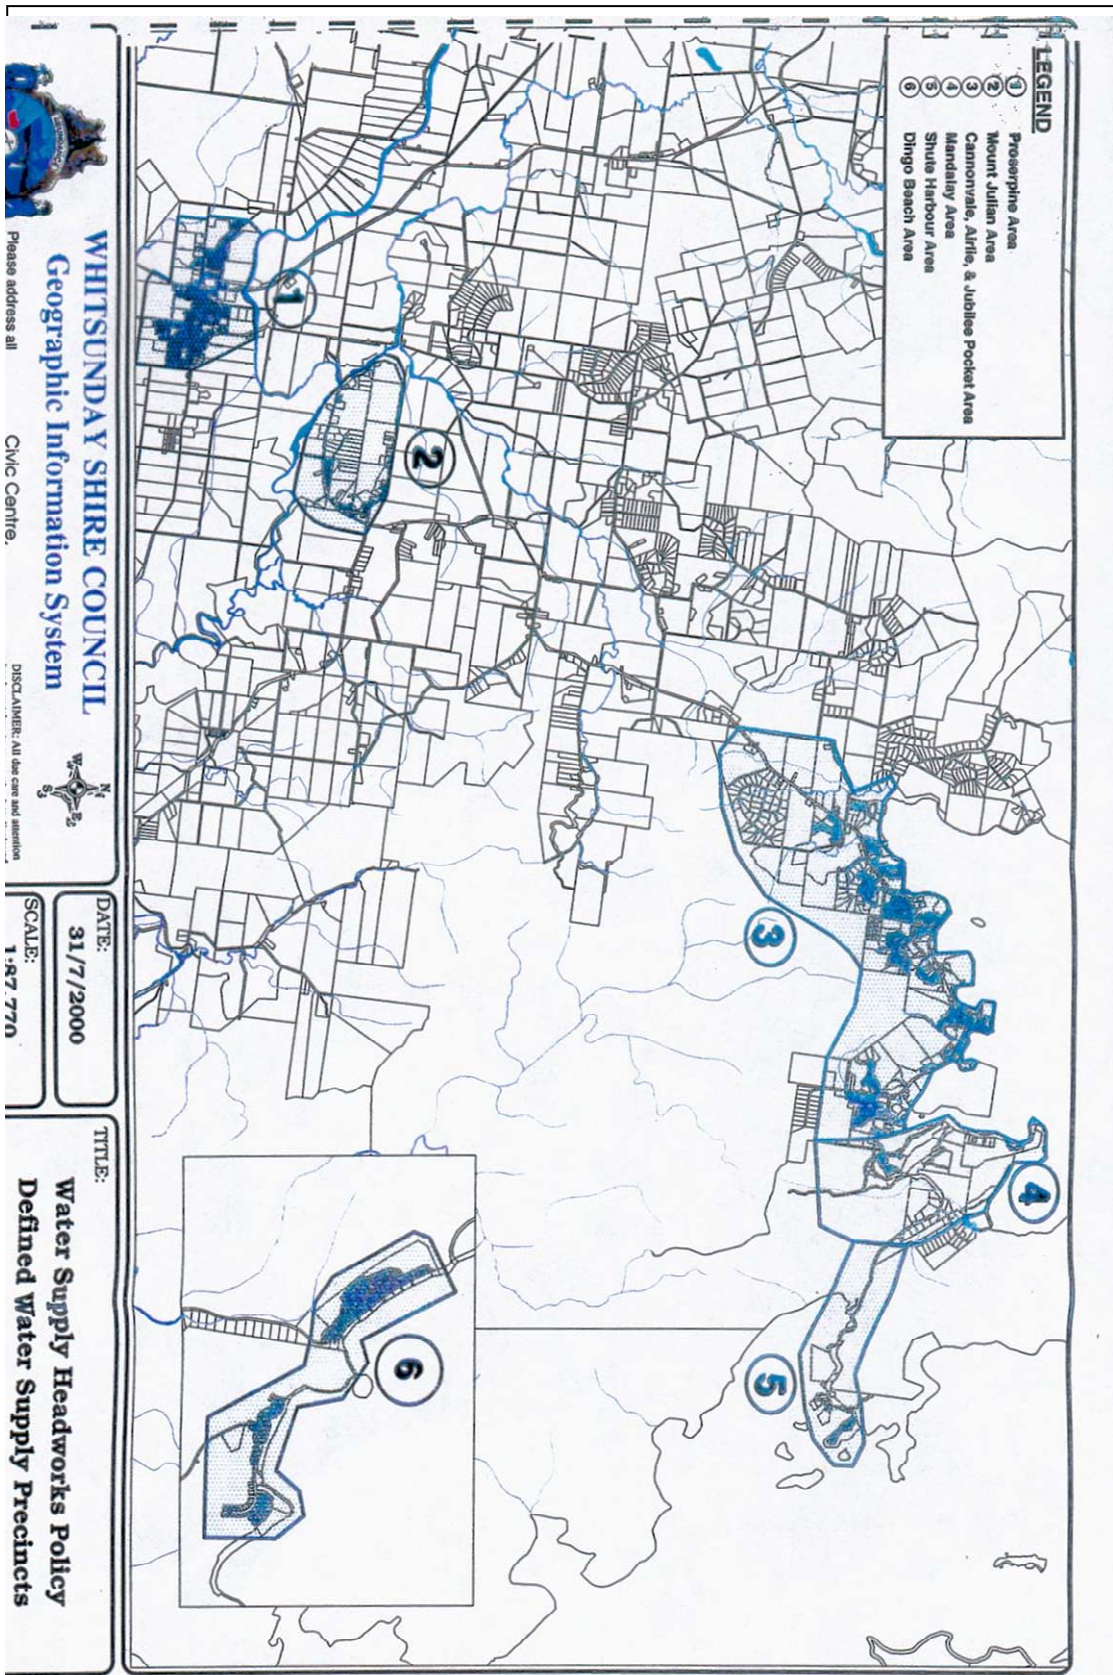 LEGEND
1 Proserpine Area
2 Mount Julian Area
3 Cannonvale, Airlie, & Jubilee Pocket Area
4 Mandalay Area
5 Shute Harbour Area
6 Dingo Beach Area
1
2
3
4
5
6
WHITSUNDAY SHIRE COUNCIL
Geographic Information System
Please address all
Civic Centre,
DISCLAIMER: All due care and attention
N
E
S
W
DATE:
31/7/2000
SCALE:
1:87,770
TITLE:
Water Supply Headworks Policy
Defined Water Supply Precincts